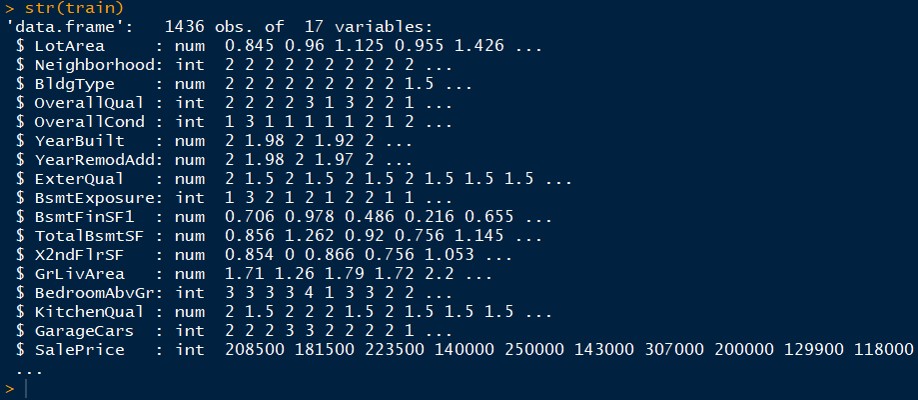 > str(train)
'data.frame':   1436 obs. of  17 variables:
 $ LotArea     : num  0.845 0.96 1.125 0.955 1.426 ...
 $ Neighborhood: int  2 2 2 2 2 2 2 2 2 2 ...
 $ BldgType    : num  2 2 2 2 2 2 2 2 2 1.5 ...
 $ OverallQual : int  2 2 2 2 3 1 3 2 2 1 ...
 $ OverallCond : int  1 3 1 1 1 1 1 2 1 2 ...
 $ YearBuilt   : num  2 1.98 2 1.92 2 ...
 $ YearRemodAdd: num  2 1.98 2 1.97 2 ...
 $ ExterQual   : num  2 1.5 2 1.5 2 1.5 2 1.5 1.5 1.5 ...
 $ BsmtExposure: int  1 3 2 1 2 1 2 2 1 1 ...
 $ BsmtFinSF1  : num  0.706 0.978 0.486 0.216 0.655 ...
 $ TotalBsmtSF : num  0.856 1.262 0.92 0.756 1.145 ...
 $ X2ndFlrSF   : num  0.854 0 0.866 0.756 1.053 ...
 $ GrLivArea   : num  1.71 1.26 1.79 1.72 2.2 ...
 $ BedroomAbvGr: int  3 3 3 3 4 1 3 3 2 2 ...
 $ KitchenQual : num  2 1.5 2 2 2 1.5 2 1.5 1.5 1.5 ...
 $ GarageCars  : int  2 2 2 3 3 2 2 2 2 1 ...
 $ SalePrice   : int  208500 181500 223500 140000 250000 143000 307000 200000 129900 118000
 ...
>